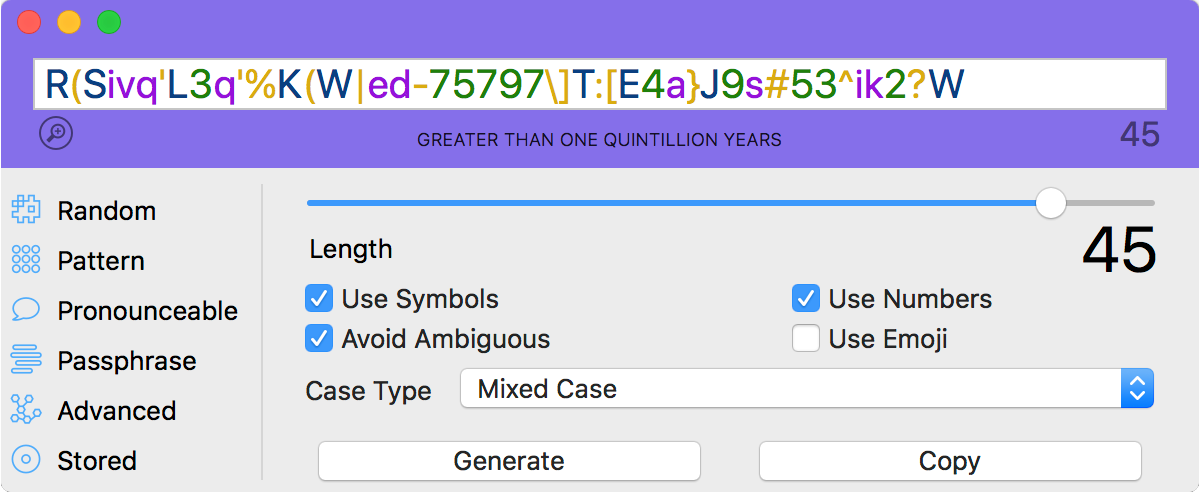 R(Sivq'L3q'%K(W|ed-75797\]T:[E4a}J9s#53^ik2?W
GREATER THAN ONE QUINTILLION YEARS
45
Random
Pattern
Pronounceable
Passphrase
Advanced
Stored
Length
45
Use Symbols
Use Numbers
Avoid Ambiguous
Use Emoji
Case Type
Mixed Case
Generate
Copy